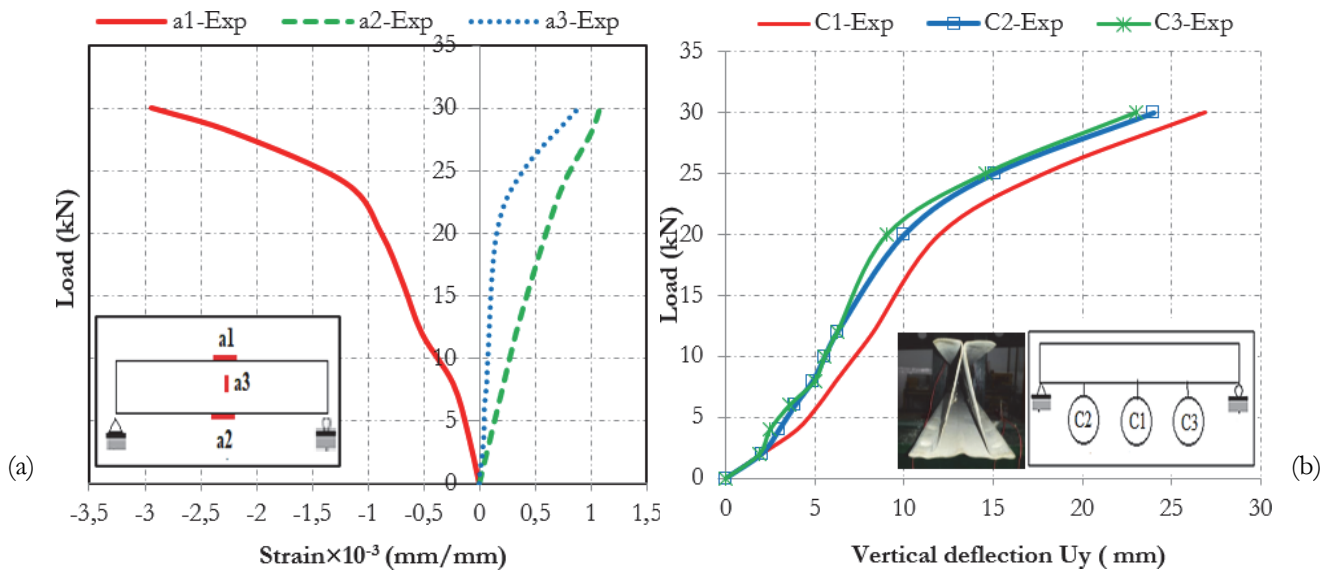 a1-Exp a2-Exp a3-Exp
35
30
25
20
15
10
5
0
Load (kN)
a1
a3
a2
(a)
-3,5 -3 -2,5 -2 -1,5 -1 -0,5 0 0,5 1 1,5
Strain×10-3 (mm/mm)
C1-Exp C2-Exp C3-Exp
35
30
25
20
15
10
5
0
Load (kN)
C2 C1 C3
(b)
0 5 10 15 20 25 30
Vertical deflection Uy ( mm)